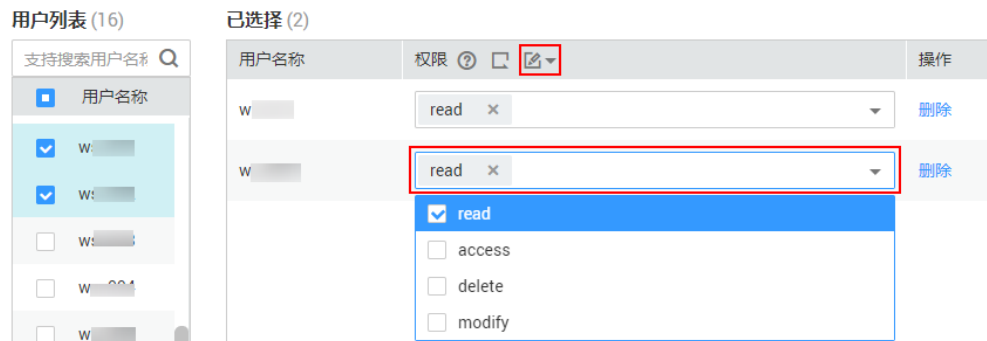 用户列表 (16)
支持搜索用户名称
用户名称
已选择 (2)
用户名称 权限 操作
w read × 删除
w read × 删除
read
access
delete
modify